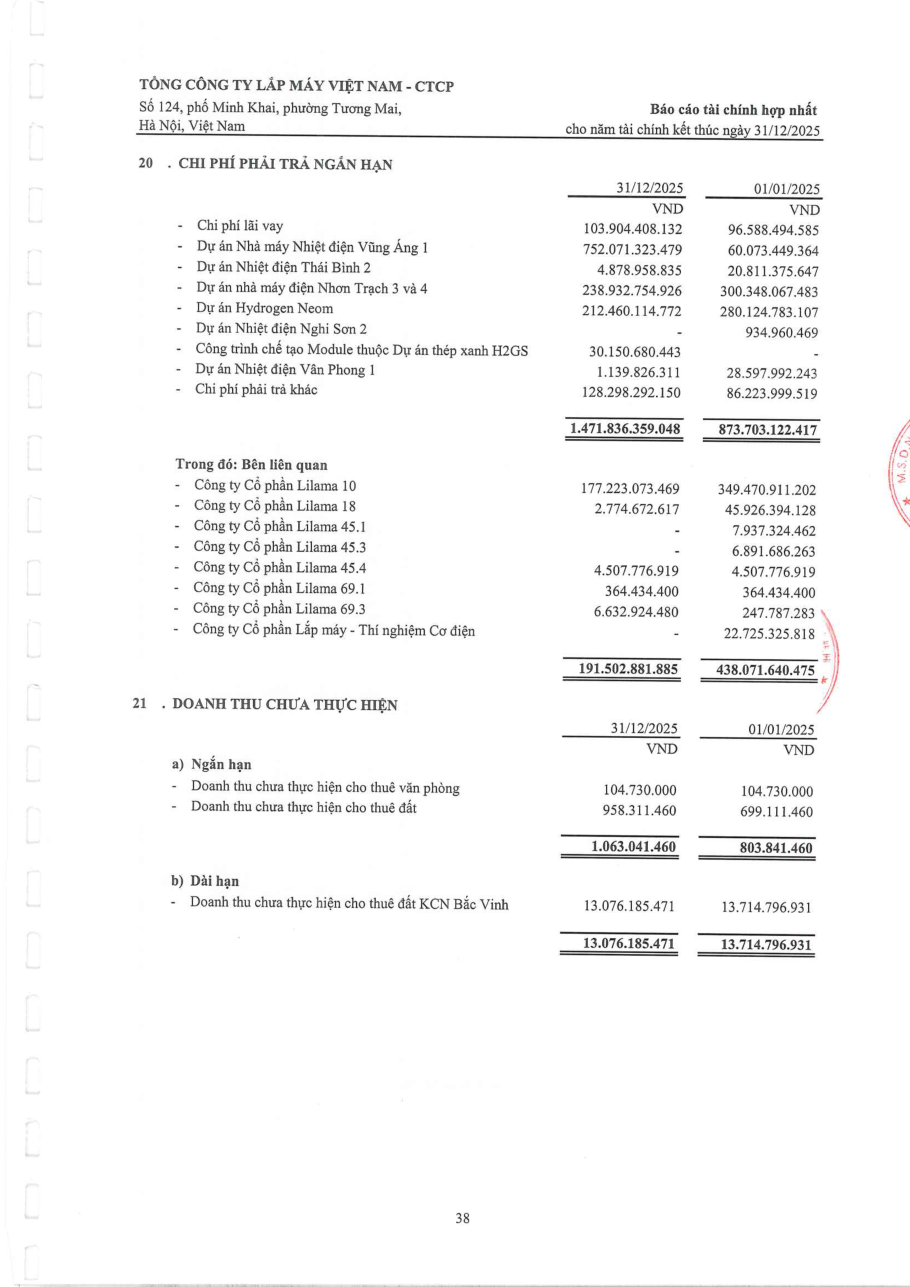 TỔNG CÔNG TY LẮP MÁY VIỆT NAM - CTCP
Số 124, phố Minh Khai, phường Tương Mai, Báo cáo tài chính hợp nhất
Hà Nội, Việt Nam cho năm tài chính kết thúc ngày 31/12/2025
20 . CHI PHÍ PHẢI TRẢ NGẮN HẠN
31/12/2025 01/01/2025
VND VND
- Chi phí lãi vay 103.904.408.132 96.588.494.585
- Dự án Nhà máy Nhiệt điện Vũng Áng 1 752.071.323.479 60.073.449.364
- Dự án Nhiệt điện Thái Bình 2 4.878.958.835 20.811.375.647
- Dự án nhà máy điện Nhơn Trạch 3 và 4 238.932.754.926 300.348.067.483
- Dự án Hydrogen Neom 212.460.114.772 280.124.783.107
- Dự án Nhiệt điện Nghi Sơn 2 - 934.960.469
- Công trình chế tạo Module thuộc Dự án thép xanh H2GS 30.150.680.443 -
- Dự án Nhiệt điện Vân Phong 1 1.139.826.311 28.597.992.243
- Chi phí phải trả khác 128.298.292.150 86.223.999.519
1.471.836.359.048 873.703.122.417
Trong đó: Bên liên quan
- Công ty Cổ phần Lilama 10 177.223.073.469 349.470.911.202
- Công ty Cổ phần Lilama 18 2.774.672.617 45.926.394.128
- Công ty Cổ phần Lilama 45.1 - 7.937.324.462
- Công ty Cổ phần Lilama 45.3 - 6.891.686.263
- Công ty Cổ phần Lilama 45.4 4.507.776.919 4.507.776.919
- Công ty Cổ phần Lilama 69.1 364.434.400 364.434.400
- Công ty Cổ phần Lilama 69.3 6.632.924.480 247.787.283
- Công ty Cổ phần Lắp máy - Thí nghiệm Cơ điện - 22.725.325.818
191.502.881.885 438.071.640.475
21 . DOANH THU CHƯA THỰC HIỆN
31/12/2025 01/01/2025
VND VND
a) Ngắn hạn
- Doanh thu chưa thực hiện cho thuê văn phòng 104.730.000 104.730.000
- Doanh thu chưa thực hiện cho thuê đất 958.311.460 699.111.460
1.063.041.460 803.841.460
b) Dài hạn
- Doanh thu chưa thực hiện cho thuê đất KCN Bắc Vinh 13.076.185.471 13.714.796.931
13.076.185.471 13.714.796.931
38